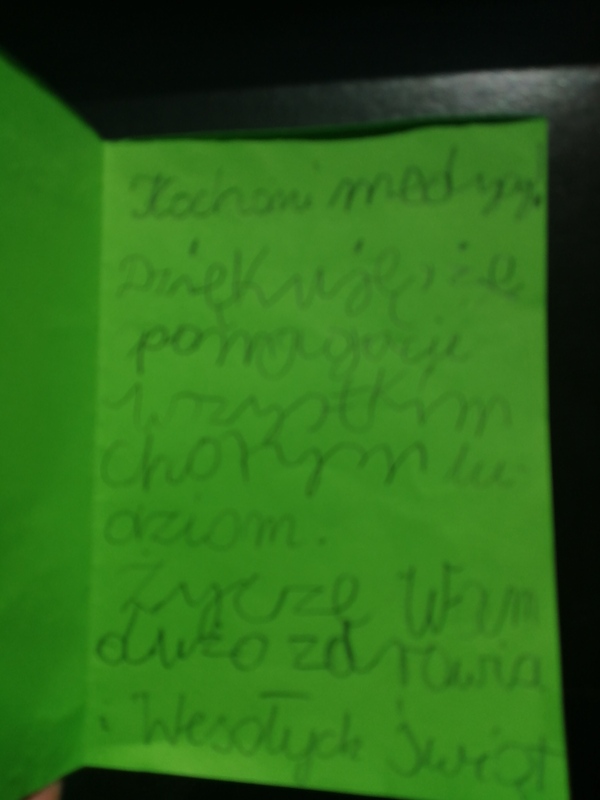 Kochani medycy.
Dziękuję, że
pomagacie
wszystkim
chorym lu-
dziom.
Życzę Wam
dużo zdrowia
i Wesołych świąt